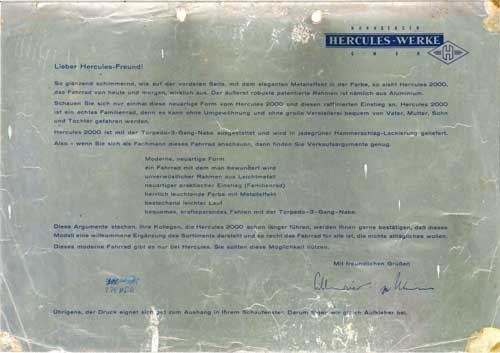 NÜRNBERGER
HERCULES-WERKE
GMBH
H
Lieber Hercules-Freund!
So glänzend schimmernd, wie auf der vorderen Seite, mit dem eleganten Metalleffekt in der Farbe, so sieht Hercules 2000,
das Fahrrad von heute und morgen, wirklich aus. Der äußerst robuste patentierte Rahmen ist nämlich aus Aluminium.
Schauen Sie sich nur einmal diese neuartige Form vom Hercules 2000 und diesen raffinierten Einstieg an. Hercules 2000
ist ein echtes Familienrad, denn es kann ohne Umgewöhnung und ohne große Verstellerei bequem von Vater, Mutter, Sohn
und Tochter gefahren werden.
Hercules 2000 ist mit der Torpedo-3-Gang-Nabe ausgestattet und wird in jadegrüner Hammerschlag-Lackierung geliefert.
Also - wenn Sie sich als Fachmann dieses Fahrrad anschauen, dann finden Sie Verkaufsargumente genug.
Moderne, neuartige Form
ein Fahrrad mit dem man bewundert wird
unverwüstlicher Rahmen aus Leichtmetall
neuartiger praktischer Einstieg (Familienrad)
herrlich leuchtende Farbe mit Metalleffekt
bestechend leichter Lauf
bequemes, kraftsparendes Fahren mit der Torpedo-3-Gang-Nabe.
Diese Argumente stechen. Ihre Kollegen, die Hercules 2000 schon länger führen, werden Ihnen gerne bestätigen, daß dieses
Modell eine willkommene Ergänzung des Sortiments darstellt und so recht das Fahrrad für alle ist, die nichts alltägliches wollen.
Dieses moderne Fahrrad gibt es nur bei Hercules. Sie sollten diese Möglichkeit nützen.
Mit freundlichen Grüßen
Übrigens, der Druck eignet sich gut zum Aushang in Ihrem Schaufenster. Darum liegen wir gleich Aufkleber bei.